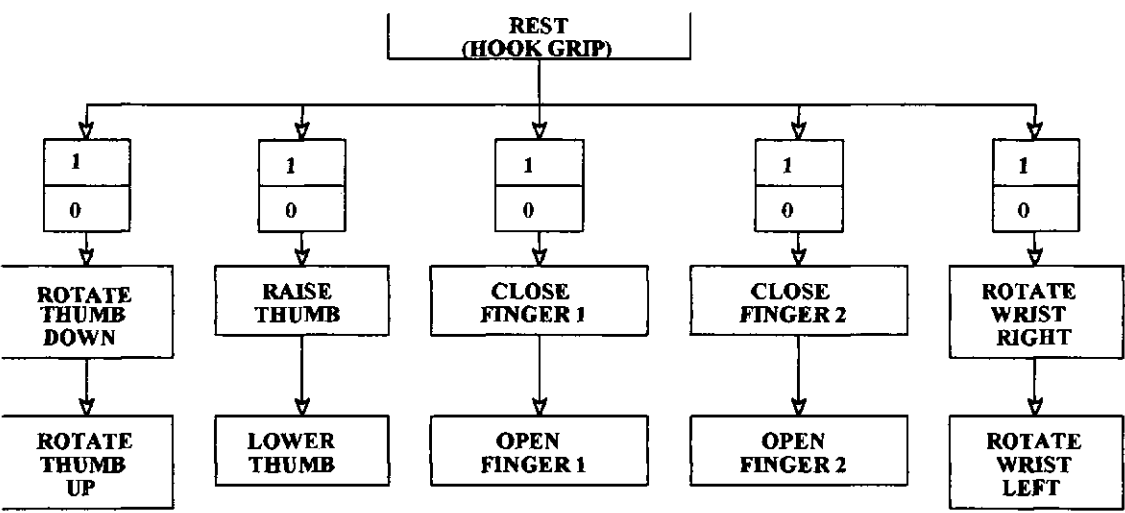 REST
(HOOK GRIP)
1
0
1
0
1
0
1
0
1
0
ROTATE
THUMB
DOWN
RAISE
THUMB
CLOSE
FINGER 1
CLOSE
FINGER 2
ROTATE
WRIST
RIGHT
ROTATE
THUMB
UP
LOWER
THUMB
OPEN
FINGER 1
OPEN
FINGER 2
ROTATE
WRIST
LEFT